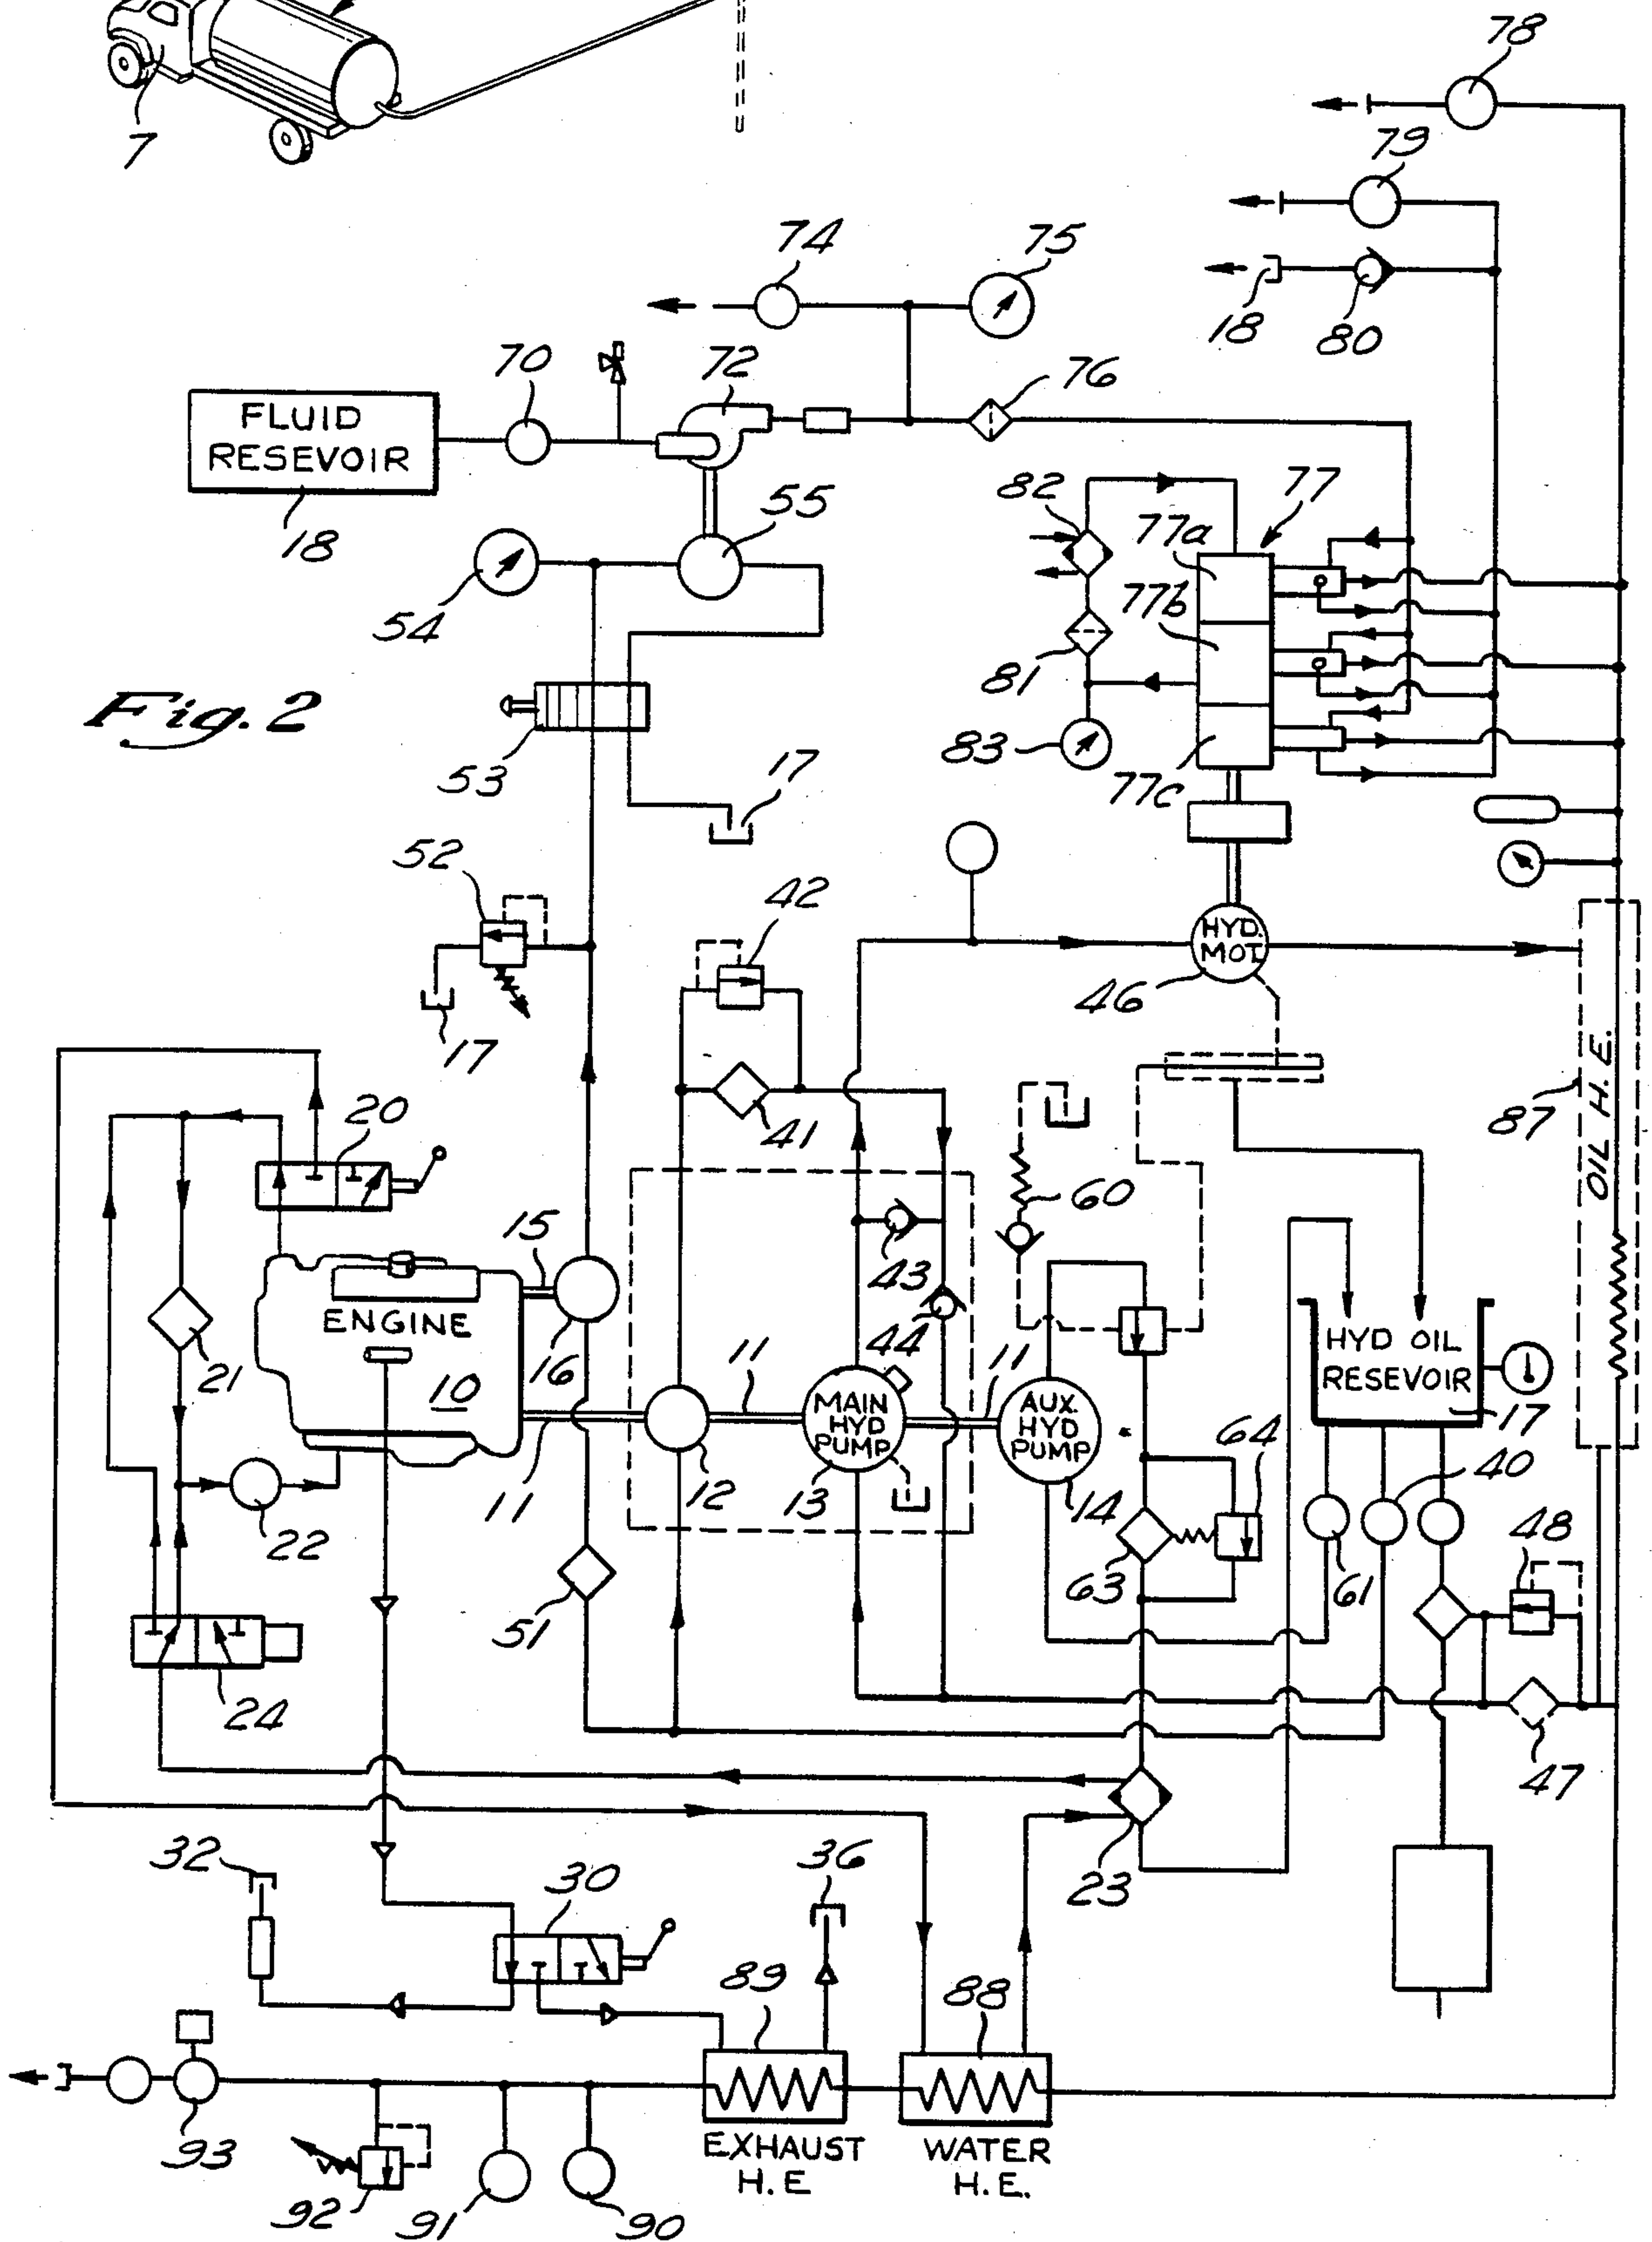 78
7
79
74
75
18
80
70
72
76
FLUID
RESEVOIR
18
55
82
77
77a
77b
54
81
Fig. 2
83
53
17
77c
52
42
HYD.
MOT.
46
17
OIL H.E.
87
20
41
60
15
43
ENGINE
44
HYD OIL
RESEVOIR
21
16
11
11
10
MAIN
HYD
PUMP
AUX.
HYD
PUMP
17
64
40
11
12
13
14
22
63
61
48
51
24
47
32
36
23
30
89
88
93
EXHAUST
H.E
WATER
H.E.
92
91
90